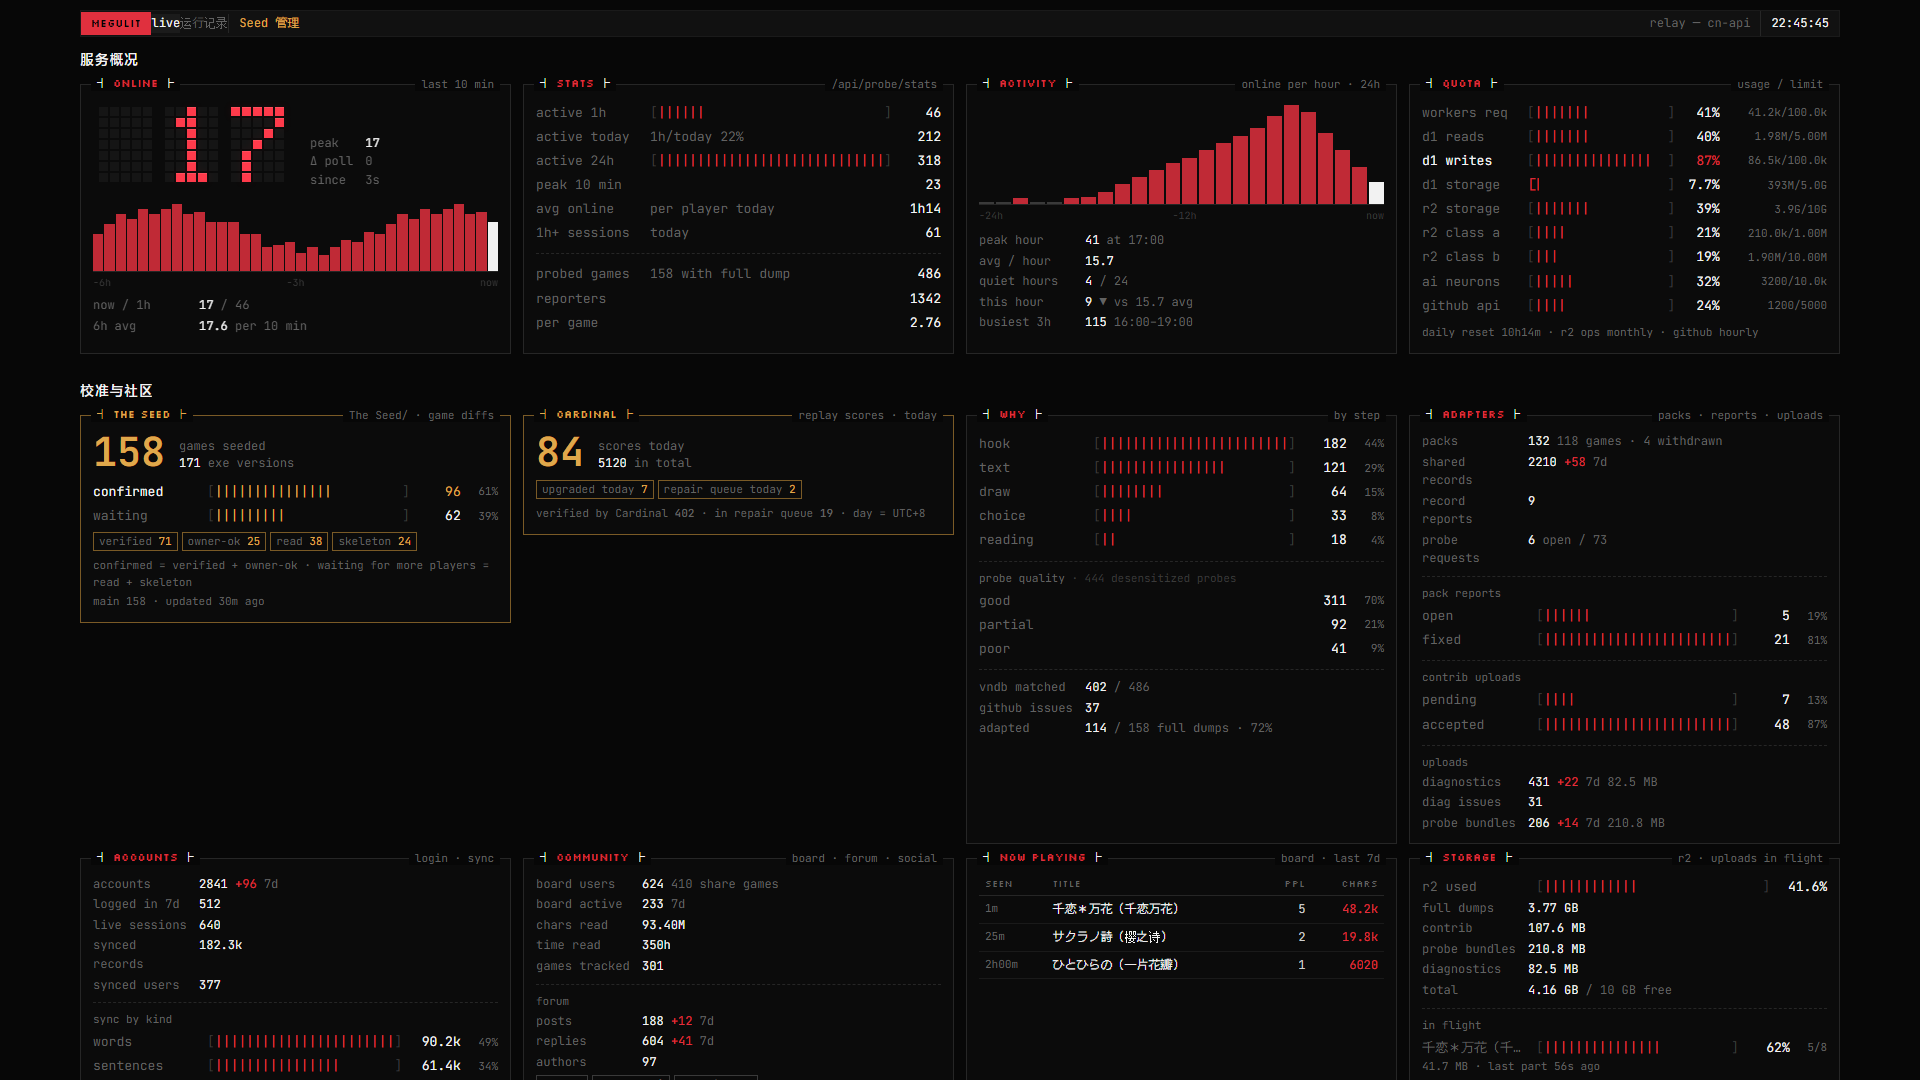 MEGULIT live 运行记录 Seed 管理 relay — cn-api 22:45:45
服务概况
ONLINE last 10 min
17
peak 17
Δ poll 0
since 3s
-6h -3h now
now / 1h 17 / 46
6h avg 17.6 per 10 min
STATS /api/probe/stats
active 1h 46
active today 1h/today 22% 212
active 24h 318
peak 10 min 23
avg online per player today 1h14
1h+ sessions today 61
probed games 158 with full dump 486
reporters 1342
per game 2.76
ACTIVITY online per hour · 24h
-24h -12h now
peak hour 41 at 17:00
avg / hour 15.7
quiet hours 4 / 24
this hour 9 ▼ vs 15.7 avg
busiest 3h 115 16:00-19:00
QUOTA usage / limit
workers req 41% 41.2k/100.0k
d1 reads 40% 1.98M/5.00M
d1 writes 87% 86.5k/100.0k
d1 storage 7.7% 393M/5.0G
r2 storage 39% 3.9G/10G
r2 class a 21% 210.0k/1.00M
r2 class b 19% 1.90M/10.00M
ai neurons 32% 3200/10.0k
github api 24% 1200/5000
daily reset 10h14m · r2 ops monthly · github hourly
校准与社区
THE SEED The Seed/ · game diffs
158 games seeded
171 exe versions
confirmed 96 61%
waiting 62 39%
verified 71 owner-ok 25 read 38 skeleton 24
confirmed = verified + owner-ok · waiting for more players =
read + skeleton
main 158 · updated 30m ago
CARDINAL replay scores · today
84 scores today
5120 in total
upgraded today 7 repair queue today 2
verified by Cardinal 402 · in repair queue 19 · day = UTC+8
WHY by step
hook 182 44%
text 121 29%
draw 64 15%
choice 33 8%
reading 18 4%
probe quality · 444 desensitized probes
good 311 70%
partial 92 21%
poor 41 9%
vndb matched 402 / 486
github issues 37
adapted 114 / 158 full dumps · 72%
ADAPTERS packs · reports · uploads
packs 132 118 games · 4 withdrawn
shared records 2210 +58 7d
record reports 9
probe requests 6 open / 73
pack reports
open 5 19%
fixed 21 81%
contrib uploads
pending 7 13%
accepted 48 87%
uploads
diagnostics 431 +22 7d 82.5 MB
diag issues 31
probe bundles 206 +14 7d 210.8 MB
ACCOUNTS login · sync
accounts 2841 +96 7d
logged in 7d 512
live sessions 640
synced records 182.3k
synced users 377
sync by kind
words 90.2k 49%
sentences 61.4k 34%
COMMUNITY board · forum · social
board users 624 410 share games
board active 233 7d
chars read 93.40M
time read 350h
games tracked 301
forum
posts 188 +12 7d
replies 604 +41 7d
authors 97
NOW PLAYING board · last 7d
SEEN TITLE PPL CHARS
1m 千恋＊万花（千恋万花） 5 48.2k
25m サクラノ詩（樱之诗） 2 19.8k
2h00m ひとひらの（一片花瓣） 1 6020
STORAGE r2 · uploads in flight
r2 used 41.6%
full dumps 3.77 GB
contrib 107.6 MB
probe bundles 210.8 MB
diagnostics 82.5 MB
total 4.16 GB / 10 GB free
in flight
千恋＊万花（千… 62% 5/8
41.7 MB · last part 56s ago